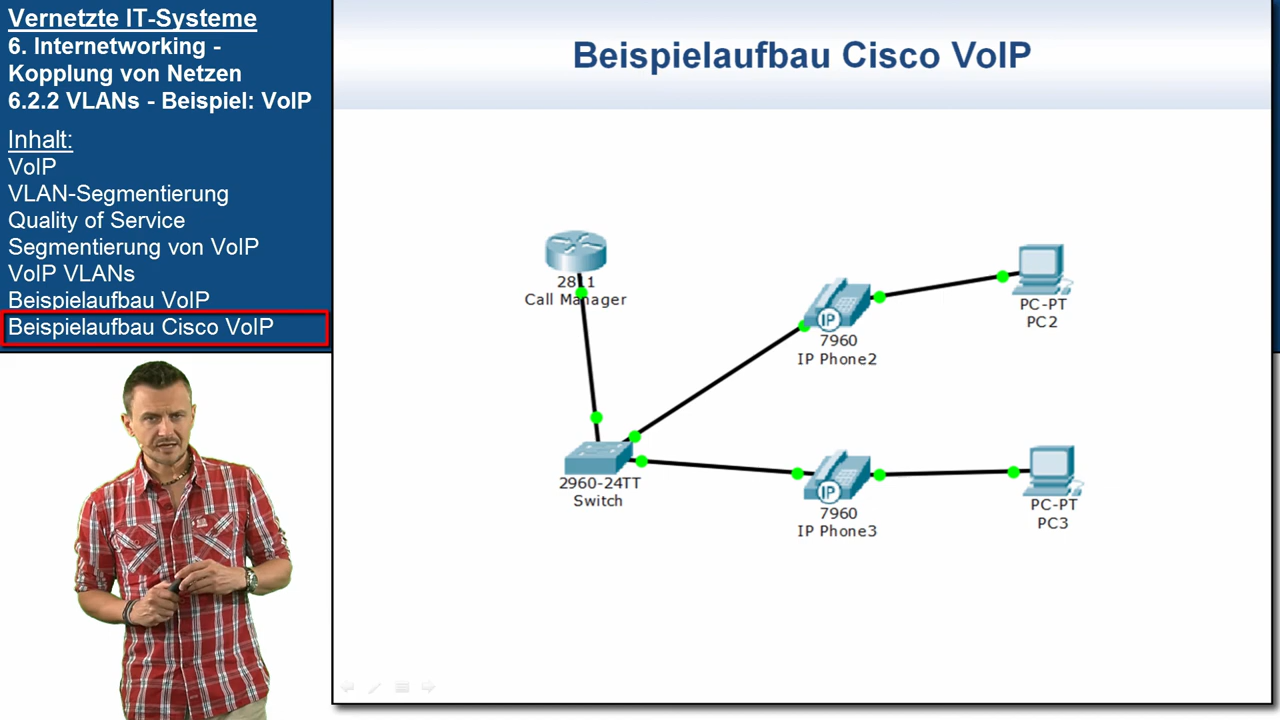 Vernetzte IT-Systeme
6. Internetworking -
Kopplung von Netzen
6.2.2 VLANs - Beispiel: VoIP
Inhalt:
VoIP
VLAN-Segmentierung
Quality of Service
Segmentierung von VoIP
VoIP VLANs
Beispielaufbau VoIP
Beispielaufbau Cisco VoIP
Beispielaufbau Cisco VoIP
2811
Call Manager
PC-PT
PC2
IP
7960
IP Phone2
2960-24TT
Switch
IP
7960
IP Phone3
PC-PT
PC3